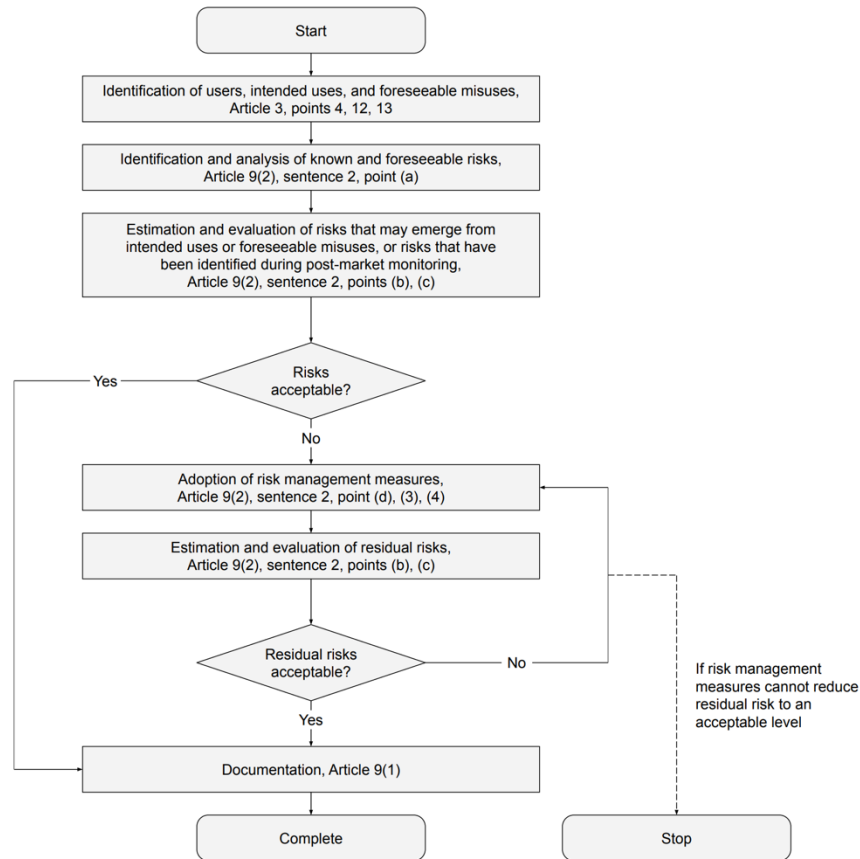 Start
Identification of users, intended uses, and foreseeable misuses,
Article 3, points 4, 12, 13
Identification and analysis of known and foreseeable risks,
Article 9(2), sentence 2, point (a)
Estimation and evaluation of risks that may emerge from
intended uses or foreseeable misuses, or risks that have
been identified during post-market monitoring,
Article 9(2), sentence 2, points (b), (c)
Yes
Risks
acceptable?
No
Adoption of risk management measures,
Article 9(2), sentence 2, point (d), (3), (4)
Estimation and evaluation of residual risks,
Article 9(2), sentence 2, points (b), (c)
Residual risks
acceptable?
No
If risk management
measures cannot reduce
residual risk to an
acceptable level
Yes
Documentation, Article 9(1)
Complete
Stop